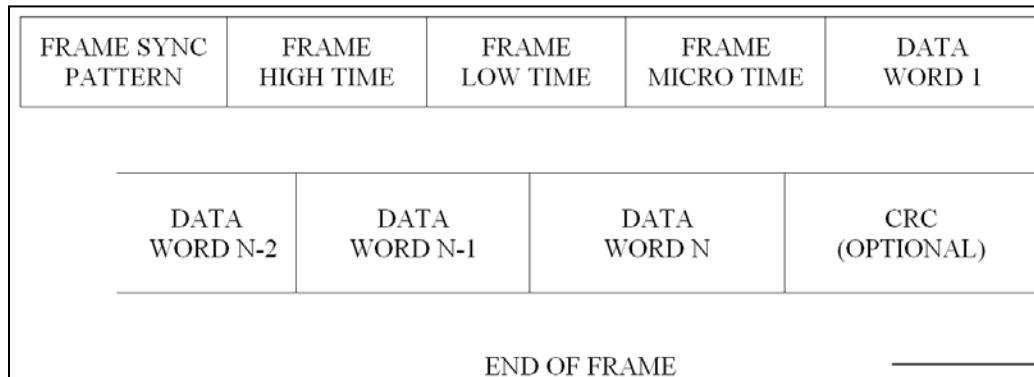 FRAME SYNC PATTERN
FRAME HIGH TIME
FRAME LOW TIME
FRAME MICRO TIME
DATA WORD 1
DATA WORD N-2
DATA WORD N-1
DATA WORD N
CRC (OPTIONAL)
END OF FRAME